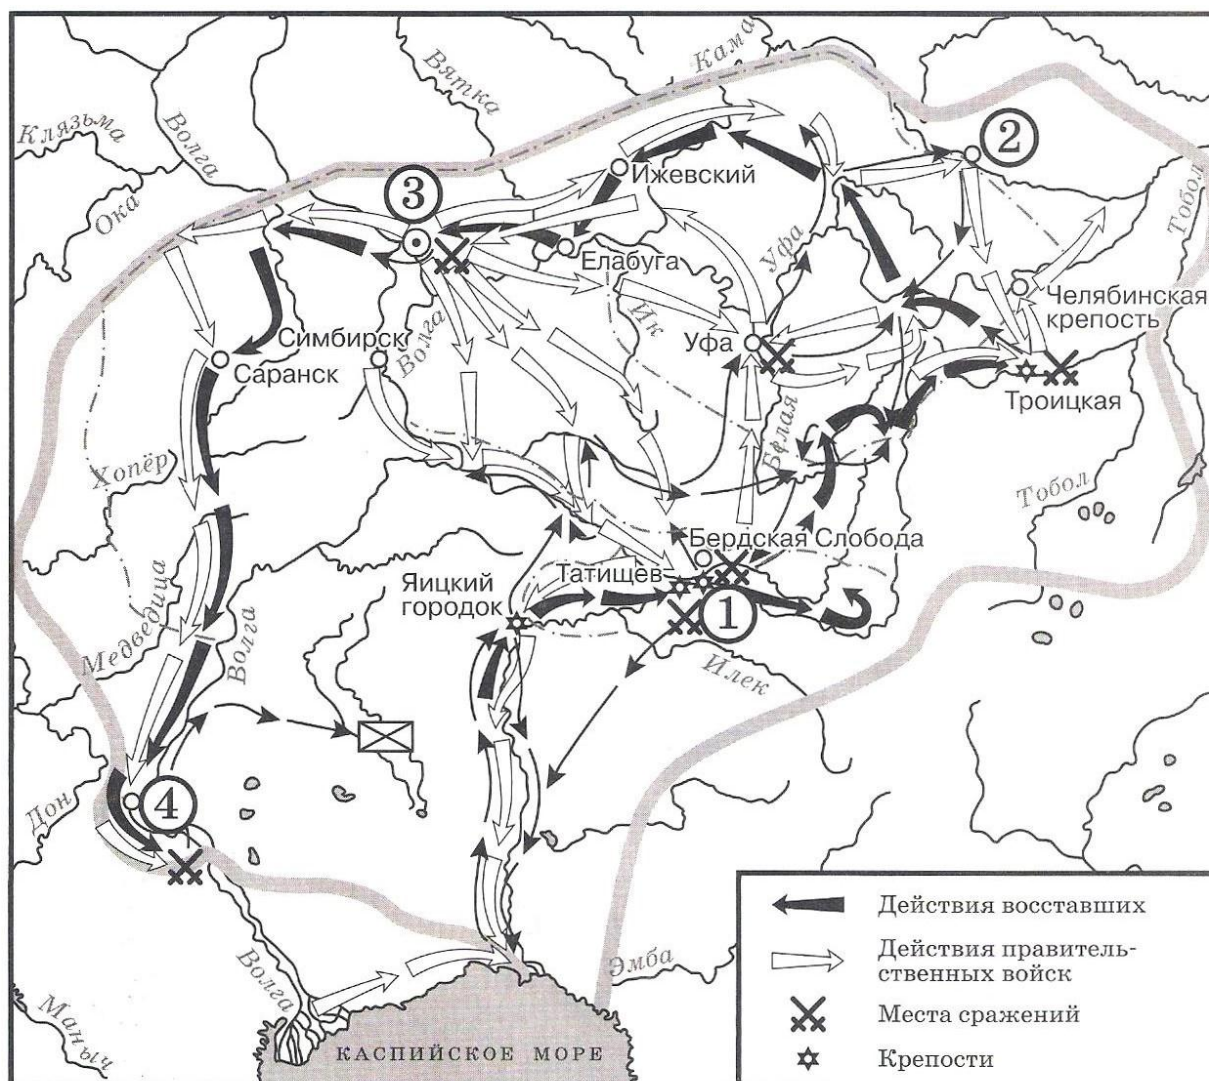 Кама
Вятка
Клязьма
Волга
2
Ижевский
3
Ока
Тобол
Уфа
Елабуга
Челябинская
крепость
Ик
Волга
Симбирск
Уфа
Саранск
Троицкая
Белая
Хопёр
Тобол
Бердская Слобода
Татищев
Яицкий
городок
1
Медведица
Волга
Илек
Дон
4
Действия восставших
Действия правитель-
ственных войск
Места сражений
Крепости
Эмба
Волга
Маныч
КАСПИЙСКОЕ МОРЕ